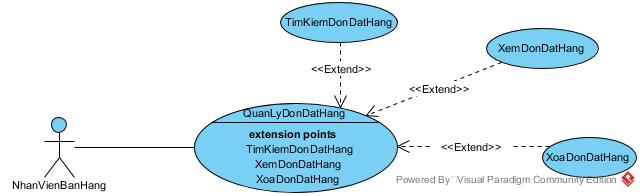 TimKiemDonDatHang
XemDonDatHang
<<Extend>>
<<Extend>>
QuanLyDonDatHang
extension points
TimKiemDonDatHang
XemDonDatHang
XoaDonDatHang
<<Extend>>
XoaDonDatHang
NhanVienBanHang
Powered By Visual Paradigm Community Edition